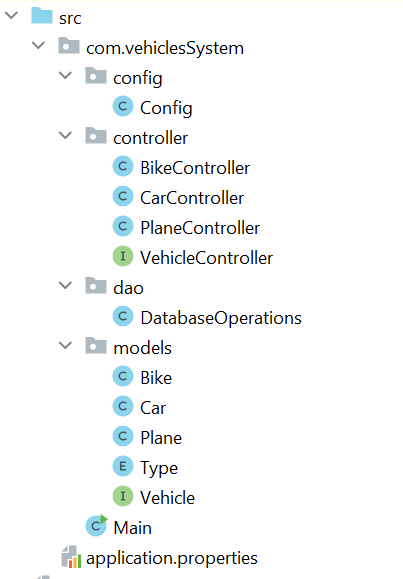 src
com.vehiclesSystem
config
C Config
controller
C BikeController
C CarController
C PlaneController
I VehicleController
dao
C DatabaseOperations
models
C Bike
C Car
C Plane
E Type
I Vehicle
C Main
application.properties